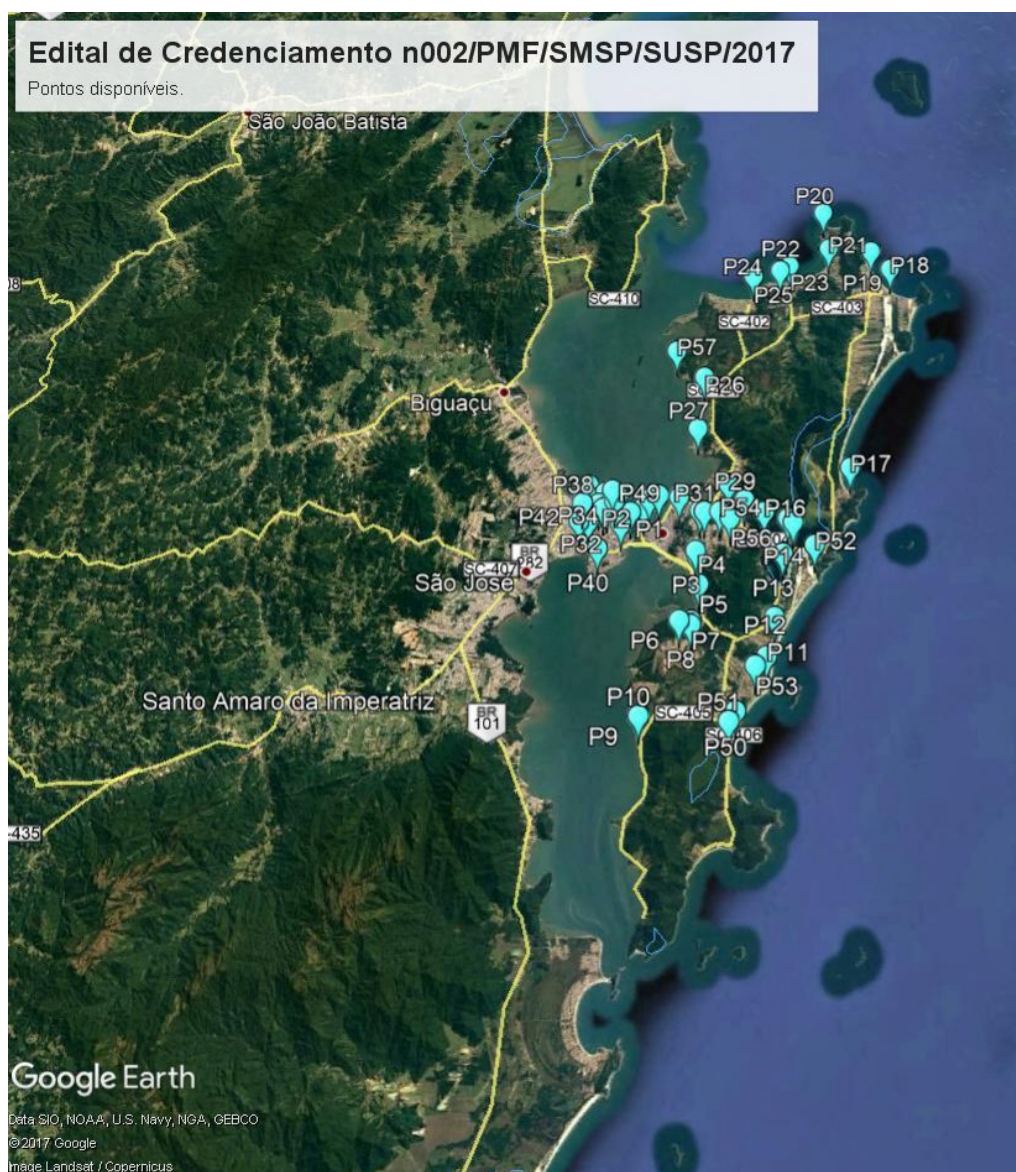 Edital de Credenciamento n002/PMF/SMSP/SUSP/2017
Pontos disponíveis.
São João Batista
P20
P22
P21
P24
P23
P19
P18
P25
SC-410
SC-403
SC-402
P57
P26
Biguaçu
P27
P17
P38
P49
P31
P29
P42
P34
P2
P1
P54
P16
P56
P52
P32
BR
282
SC-407
São José
P40
P4
P14
P3
P13
P5
P6
P7
P12
P8
P11
P53
Santo Amaro da Imperatriz
P10
P51
SC-405
BR
101
P9
P50
-435
Google Earth
Data SIO, NOAA, U.S. Navy, NGA, GEBCO
©2017 Google
Image Landsat / Copernicus